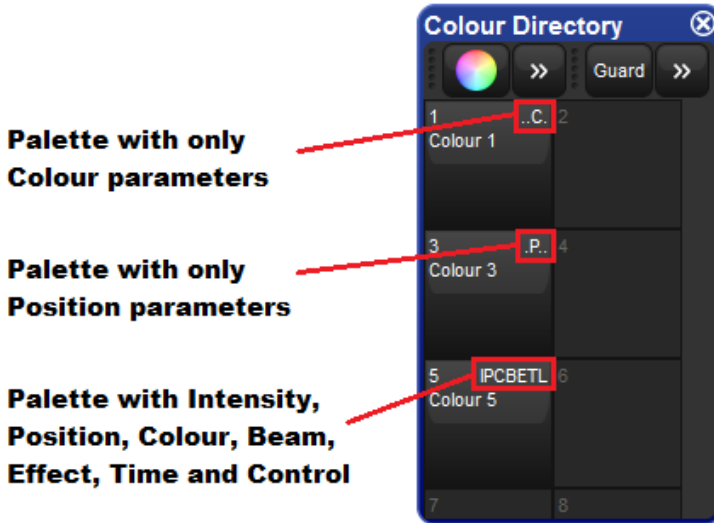 Colour Directory
Guard
1 ..C. 2
Colour 1
Palette with only
Colour parameters
3 .P.. 4
Colour 3
Palette with only
Position parameters
5 IPCBETL 6
Colour 5
Palette with Intensity,
Position, Colour, Beam,
Effect, Time and Control
7 8